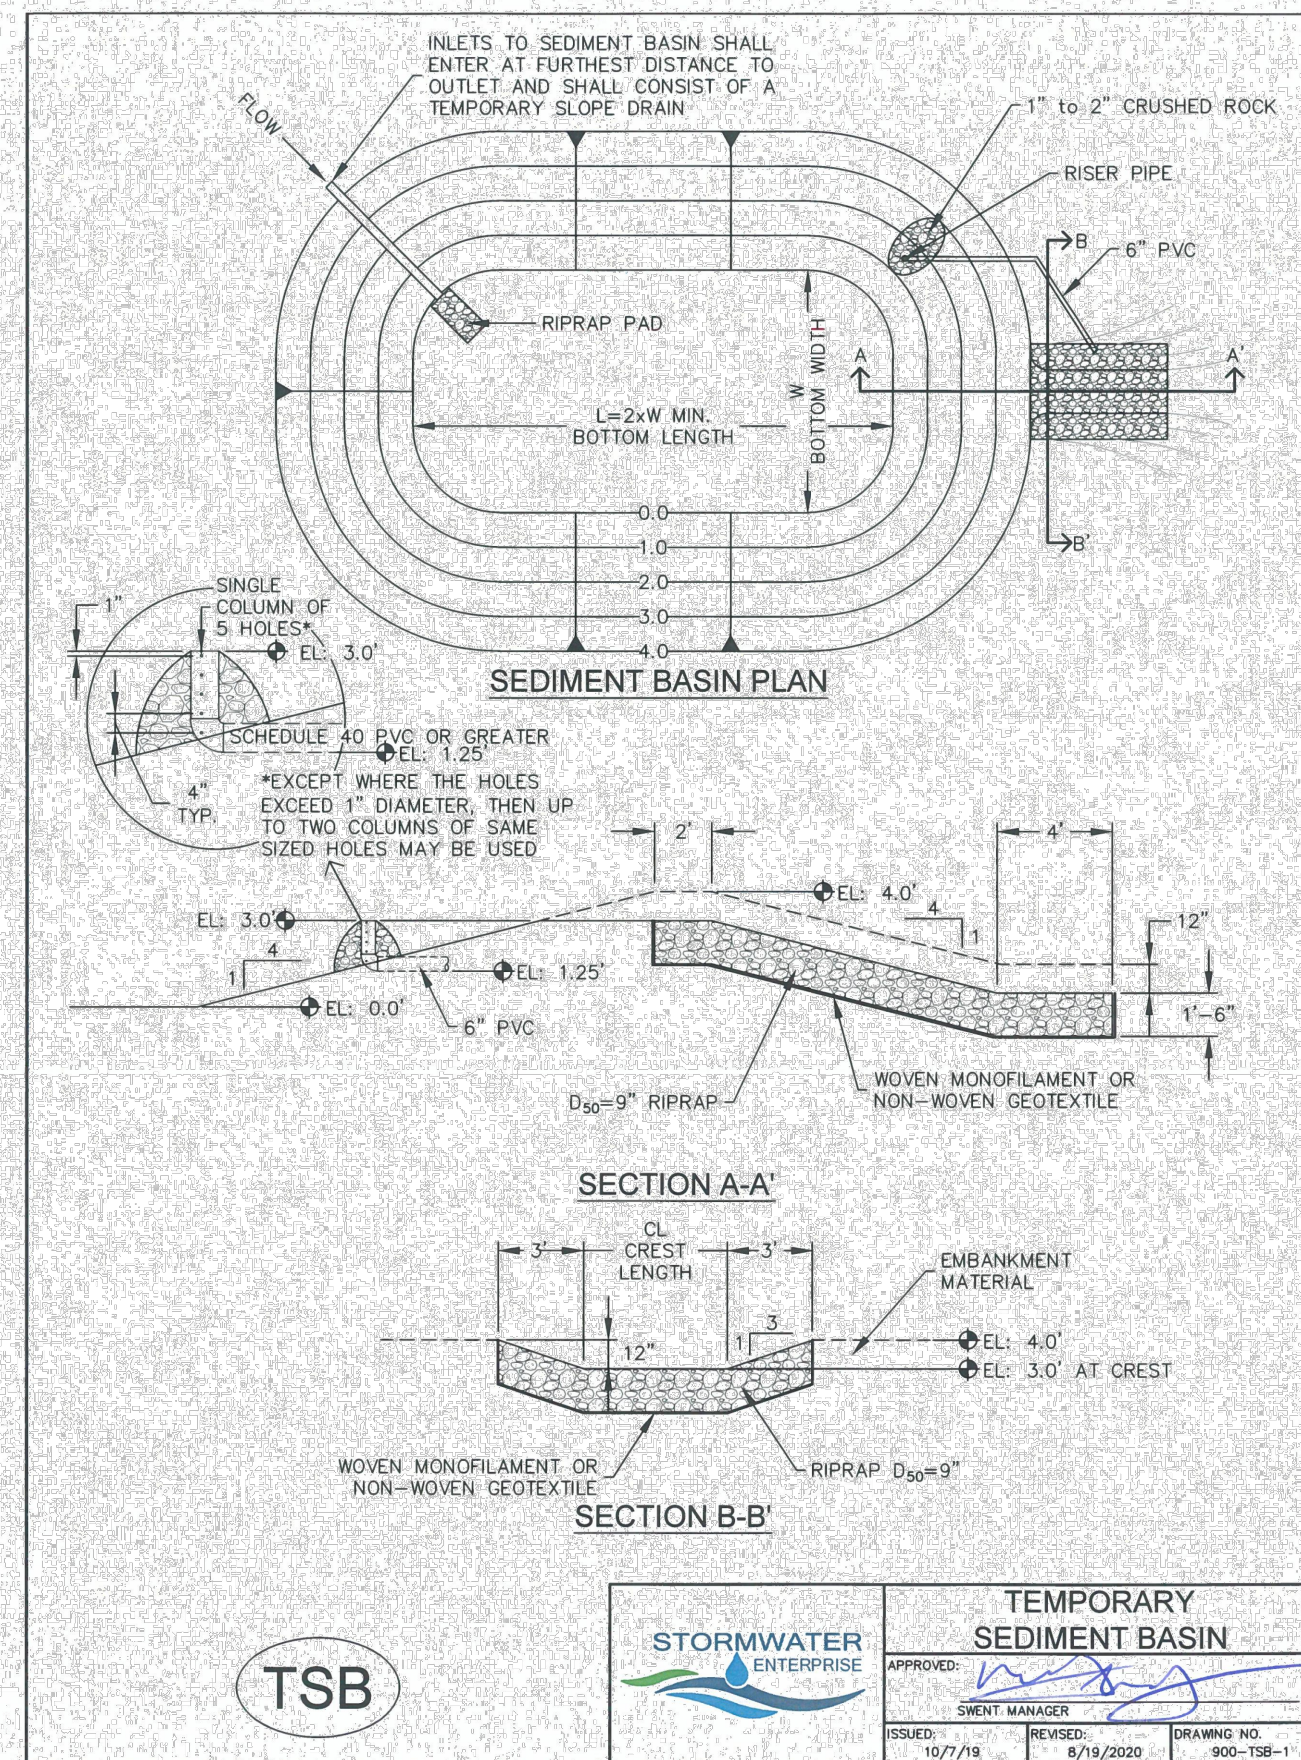 INLETS TO SEDIMENT BASIN SHALL
ENTER AT FURTHEST DISTANCE TO
OUTLET AND SHALL CONSIST OF A
TEMPORARY SLOPE DRAIN
FLOW
1" to 2" CRUSHED ROCK
RISER PIPE
B
6" PVC
RIPRAP PAD
W
BOTTOM WIDTH
A
A'
L=2xW MIN.
BOTTOM LENGTH
0.0
1.0
2.0
3.0
4.0
B'
SEDIMENT BASIN PLAN
1"
SINGLE
COLUMN OF
5 HOLES*
EL: 3.0'
SCHEDULE 40 PVC OR GREATER
EL: 1.25'
4"
TYP.
*EXCEPT WHERE THE HOLES
EXCEED 1" DIAMETER, THEN UP
TO TWO COLUMNS OF SAME
SIZED HOLES MAY BE USED
2'
4'
EL: 4.0'
EL: 3.0'
4
1
12"
4
1
EL: 1.25'
EL: 0.0'
6" PVC
1'-6"
D50=9" RIPRAP
WOVEN MONOFILAMENT OR
NON-WOVEN GEOTEXTILE
SECTION A-A'
3'
CL
CREST
LENGTH
3'
EMBANKMENT
MATERIAL
12"
3
1
EL: 4.0'
EL: 3.0' AT CREST
WOVEN MONOFILAMENT OR
NON-WOVEN GEOTEXTILE
RIPRAP D50=9"
SECTION B-B'
TSB
STORMWATER
ENTERPRISE
TEMPORARY
SEDIMENT BASIN
APPROVED:
SWENT MANAGER
ISSUED:
10/7/19
REVISED:
8/19/2020
DRAWING NO.
900-TSB-1